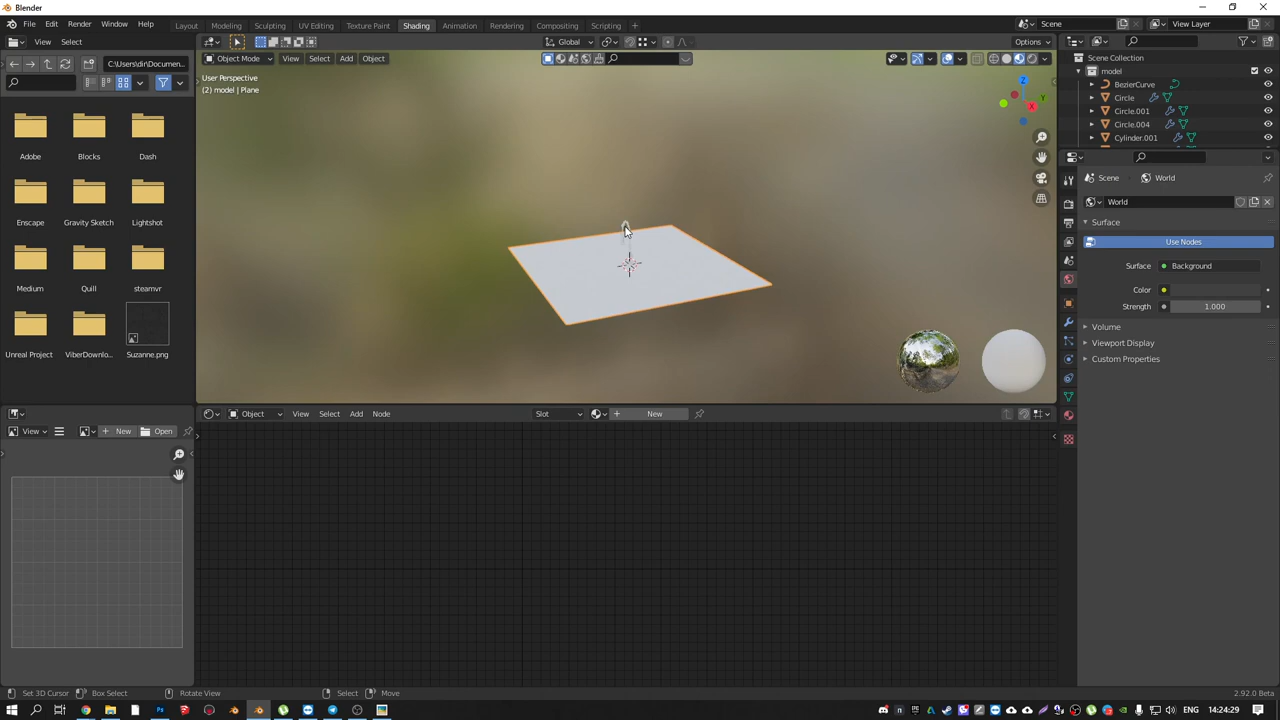 Blender
File Edit Render Window Help
Layout Modeling Sculpting UV Editing Texture Paint Shading Animation Rendering Compositing Scripting +
Scene
View Layer
View Select
Global
Options
Scene Collection
C:\Users\dir\Documen...
Object Mode View Select Add Object
model
User Perspective
(2) model | Plane
BezierCurve
Circle
Circle.001
Circle.004
Cylinder.001
Z
Y
X
Adobe Blocks Dash
Enscape Gravity Sketch Lightshot
Medium Quill steamvr
Unreal Project ViberDownlo... Suzanne.png
Scene World
World
Surface
Use Nodes
Surface Background
Color
Strength 1.000
Volume
Viewport Display
Custom Properties
Object View Select Add Node Slot New
View New Open
Set 3D Cursor Box Select Rotate View Select Move 2.92.0 Beta
ENG 14:24:29